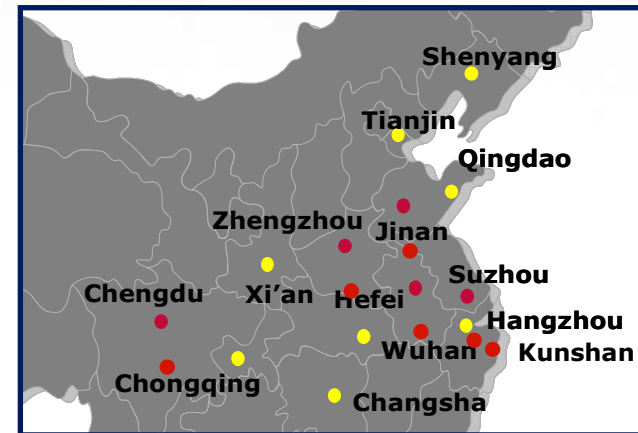 Shenyang
Tianjin
Qingdao
Zhengzhou
Jinan
Suzhou
Chengdu
Xi’an
Hefei
Hangzhou
Wuhan
Kunshan
Chongqing
Changsha